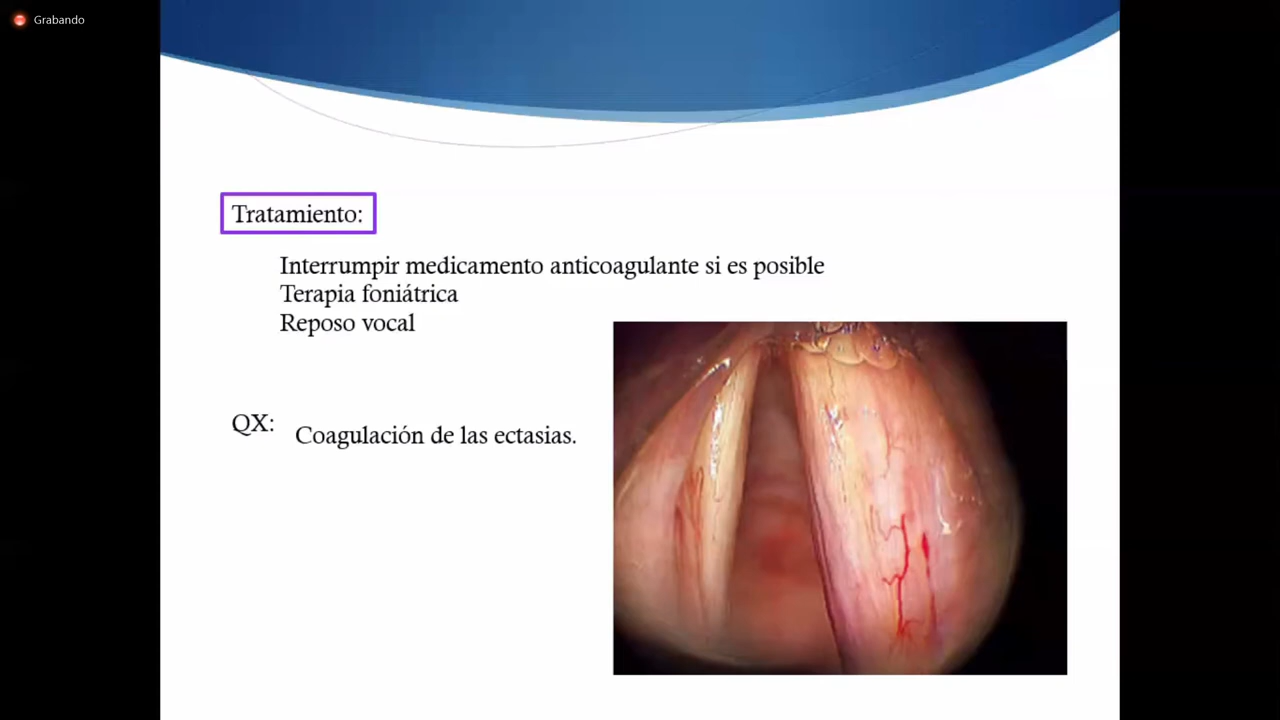 Grabando
Tratamiento:
Interrumpir medicamento anticoagulante si es posible
Terapia foniátrica
Reposo vocal
QX:
Coagulación de las ectasias.